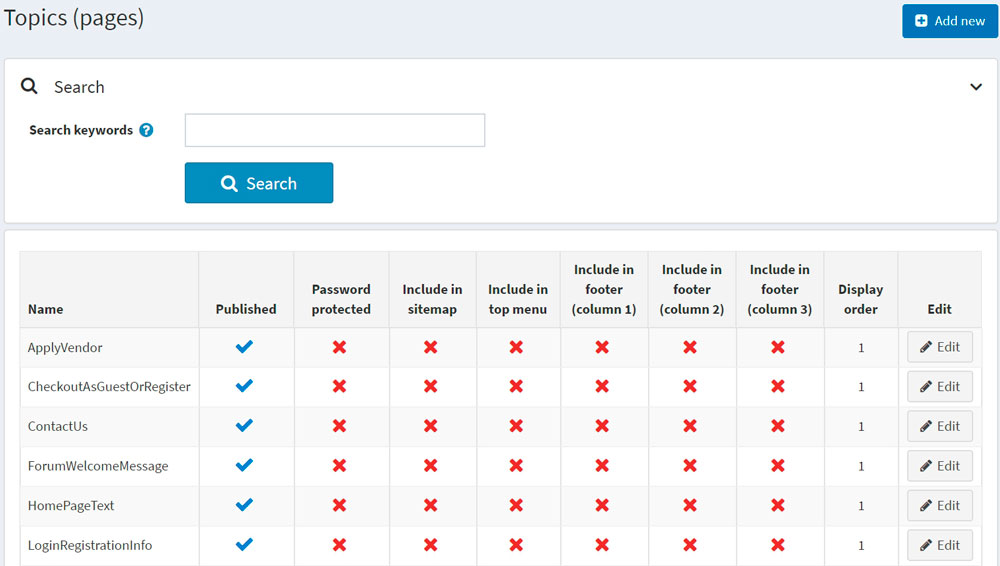 Topics (pages)
Add new
Search
Search keywords ?
Search
Name Published Password protected Include in sitemap Include in top menu Include in footer (column 1) Include in footer (column 2) Include in footer (column 3) Display order Edit
ApplyVendor 1 Edit
CheckoutAsGuestOrRegister 1 Edit
ContactUs 1 Edit
ForumWelcomeMessage 1 Edit
HomePageText 1 Edit
LoginRegistrationInfo 1 Edit